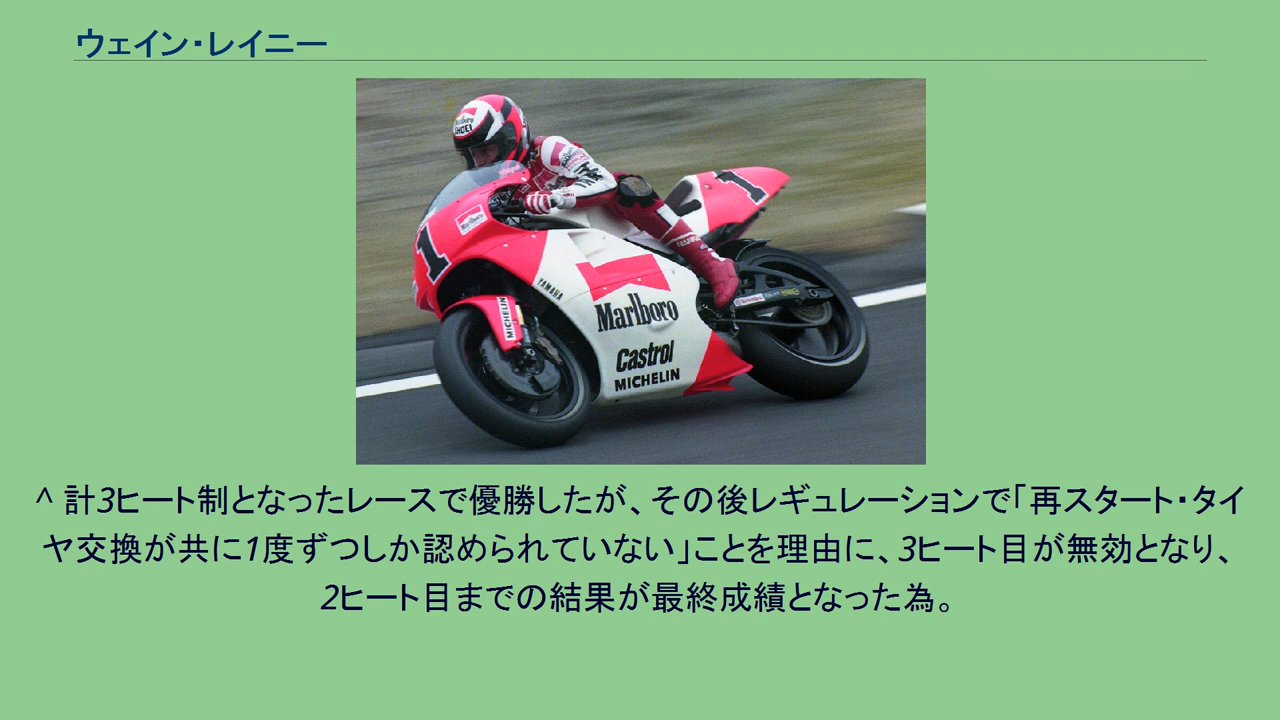 ウェイン・レイニー
Marlboro
SHOEI
Marlboro
1
1
YAMAHA
MICHELIN
Marlboro
Castrol
MICHELIN
^ 計3ヒート制となったレースで優勝したが、その後レギュレーションで「再スタート・タイ
ヤ交換が共に1度ずつしか認められていない」ことを理由に、3ヒート目が無効となり、
2ヒート目までの結果が最終成績となった為。